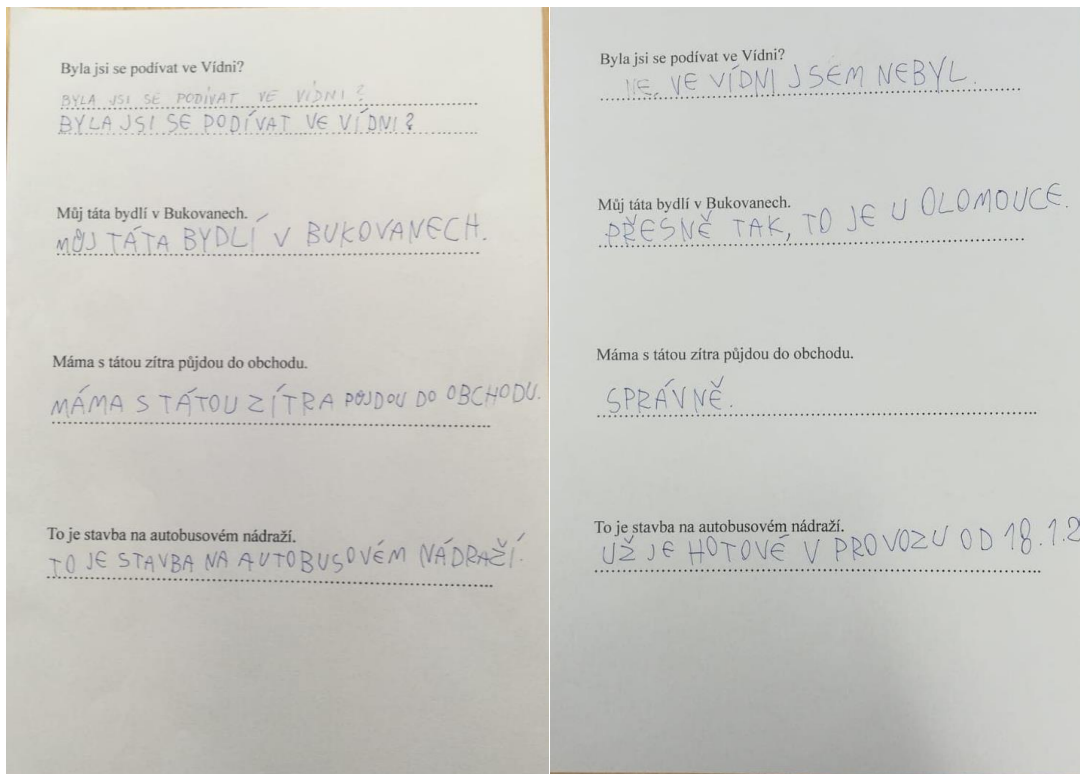 Byla jsi se podívat ve Vídni?
BYLA JSI SE PODÍVAT VE VÍDNI?
BYLA JSI SE PODÍVAT VE VÍDNI?
Můj táta bydlí v Bukovanech.
MŮJ TÁTA BYDLÍ V BUKOVANECH.
Máma s tátou zítra půjdou do obchodu.
MÁMA S TÁTOU ZÍTRA PŮJDOU DO OBCHODU.
To je stavba na autobusovém nádraží.
TO JE STAVBA NA AUTOBUSOVÉM NÁDRAŽÍ.
Byla jsi se podívat ve Vídni?
NE, VE VÍDNI JSEM NEBYL.
Můj táta bydlí v Bukovanech.
PŘESNĚ TAK, TO JE U OLOMOUCE.
Máma s tátou zítra půjdou do obchodu.
SPRÁVNĚ.
To je stavba na autobusovém nádraží.
UŽ JE HOTOVÉ V PROVOZU OD 18.12